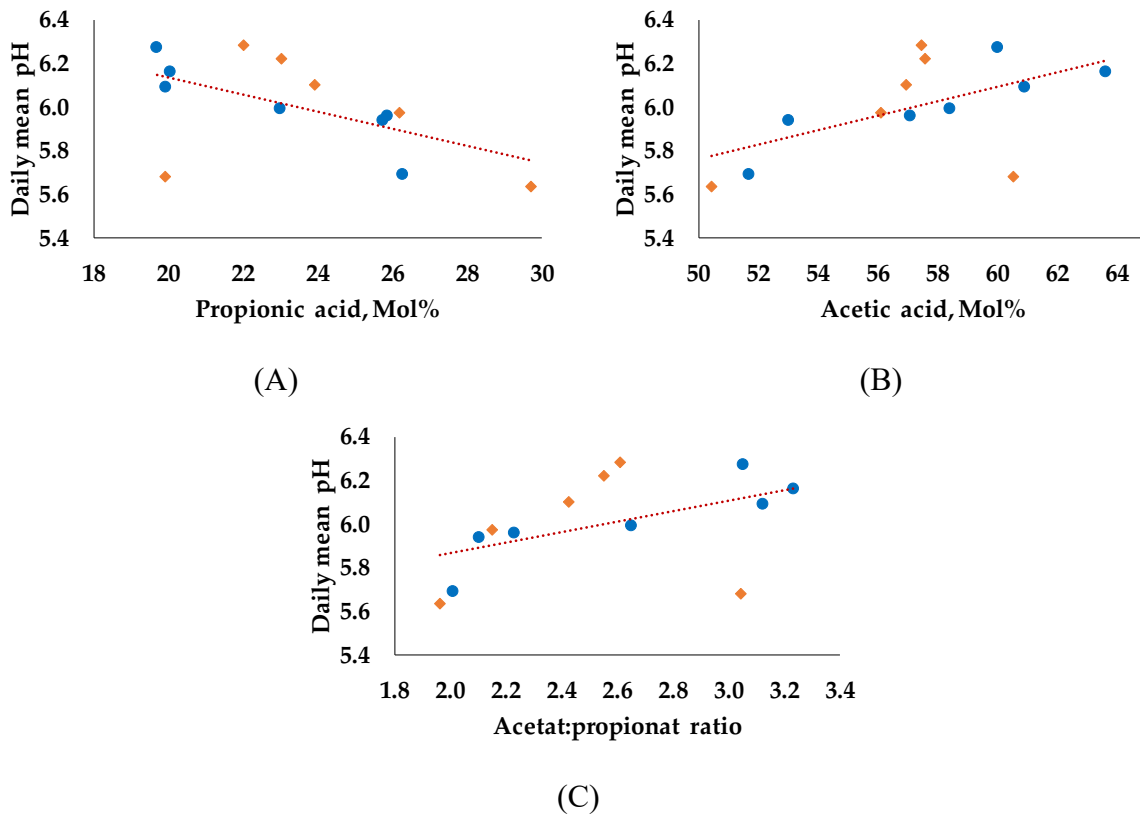 Daily mean pH
6.4
6.2
6.0
5.8
5.6
5.4
18 20 22 24 26 28 30
Propionic acid, Mol%
(A)
Daily mean pH
6.4
6.2
6.0
5.8
5.6
5.4
50 52 54 56 58 60 62 64
Acetic acid, Mol%
(B)
Daily mean pH
6.4
6.2
6.0
5.8
5.6
5.4
1.8 2.0 2.2 2.4 2.6 2.8 3.0 3.2 3.4
Acetat:propionat ratio
(C)